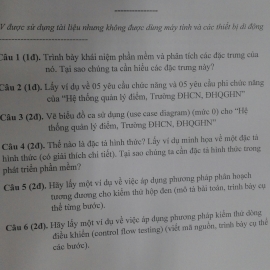 V được sử dụng tài liệu nhưng không được dùng máy tính và các thiết bị di động
Câu 1 (1đ). Trình bày khái niệm phần mềm và phân tích các đặc trưng của
nó. Tại sao chúng ta cần hiểu các đặc trưng này?
Câu 2 (1đ). Lấy ví dụ về 05 yêu cầu chức năng và 05 yêu cầu phi chức năng
của “Hệ thống quản lý điểm, Trường ĐHCN, ĐHQGHN”
Câu 3 (2đ). Vẽ biểu đồ ca sử dụng (use case diagram) (mức 0) cho “Hệ
thống quản lý điểm, Trường ĐHCN, ĐHQGHN”
Câu 4 (2đ). Thế nào là đặc tả hình thức? Lấy ví dụ minh họa về một đặc tả
hình thức (có giải thích chi tiết). Tại sao chúng ta cần đặc tả hình thức trong
phát triển phần mềm?
Câu 5 (2đ). Hãy lấy một ví dụ về việc áp dụng phương pháp phân hoạch
tương đương cho kiểm thử hộp đen (mô tả bài toán, trình bày cụ
thể từng bước).
Câu 6 (2đ). Hãy lấy một ví dụ về việc áp dụng phương pháp kiểm thử dòng
điều khiển (control flow testing) (viết mã nguồn, trình bày cụ thể
các bước).